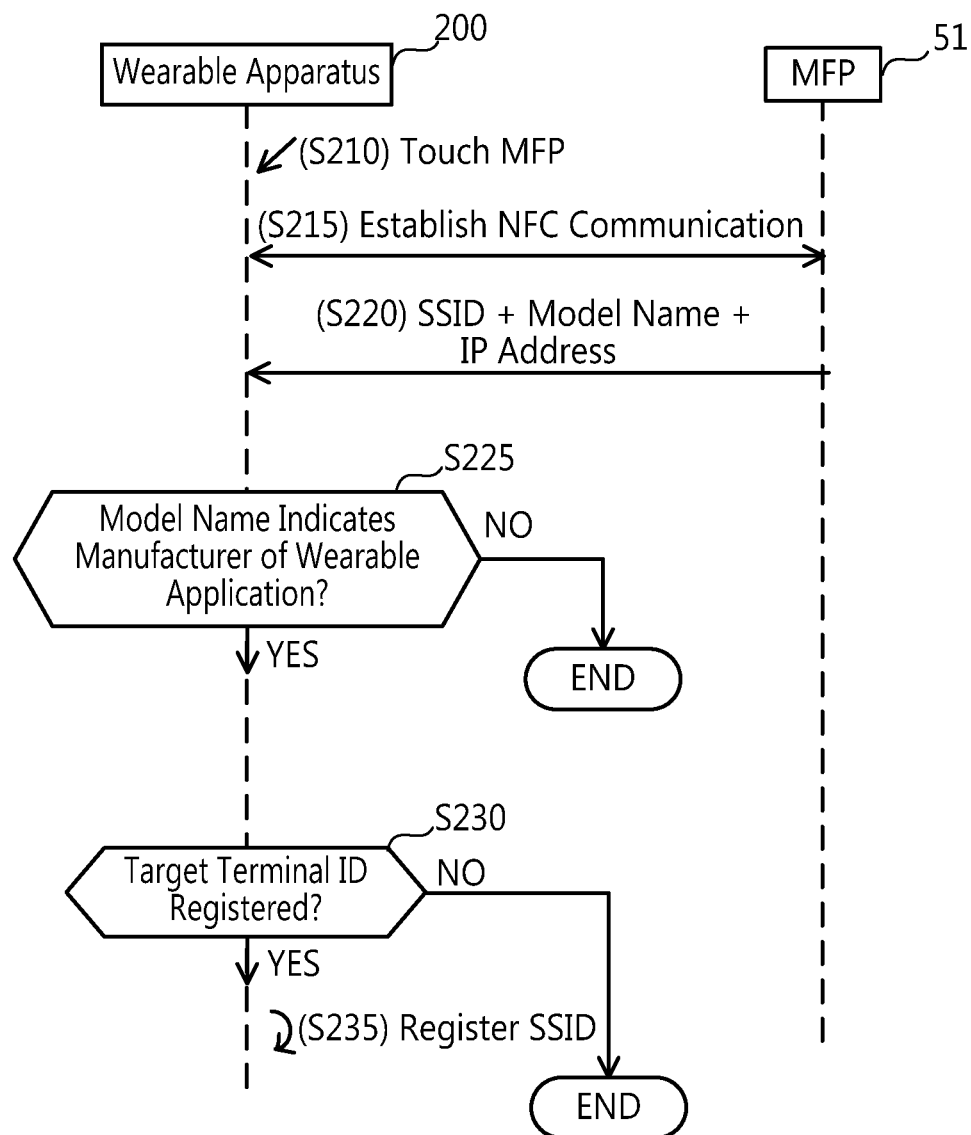 200
51
Wearable Apparatus
MFP
(S210) Touch MFP
(S215) Establish NFC Communication
(S220) SSID + Model Name +
IP Address
S225
Model Name Indicates
Manufacturer of Wearable
Application?
NO
YES
END
S230
Target Terminal ID
Registered?
NO
YES
(S235) Register SSID
END